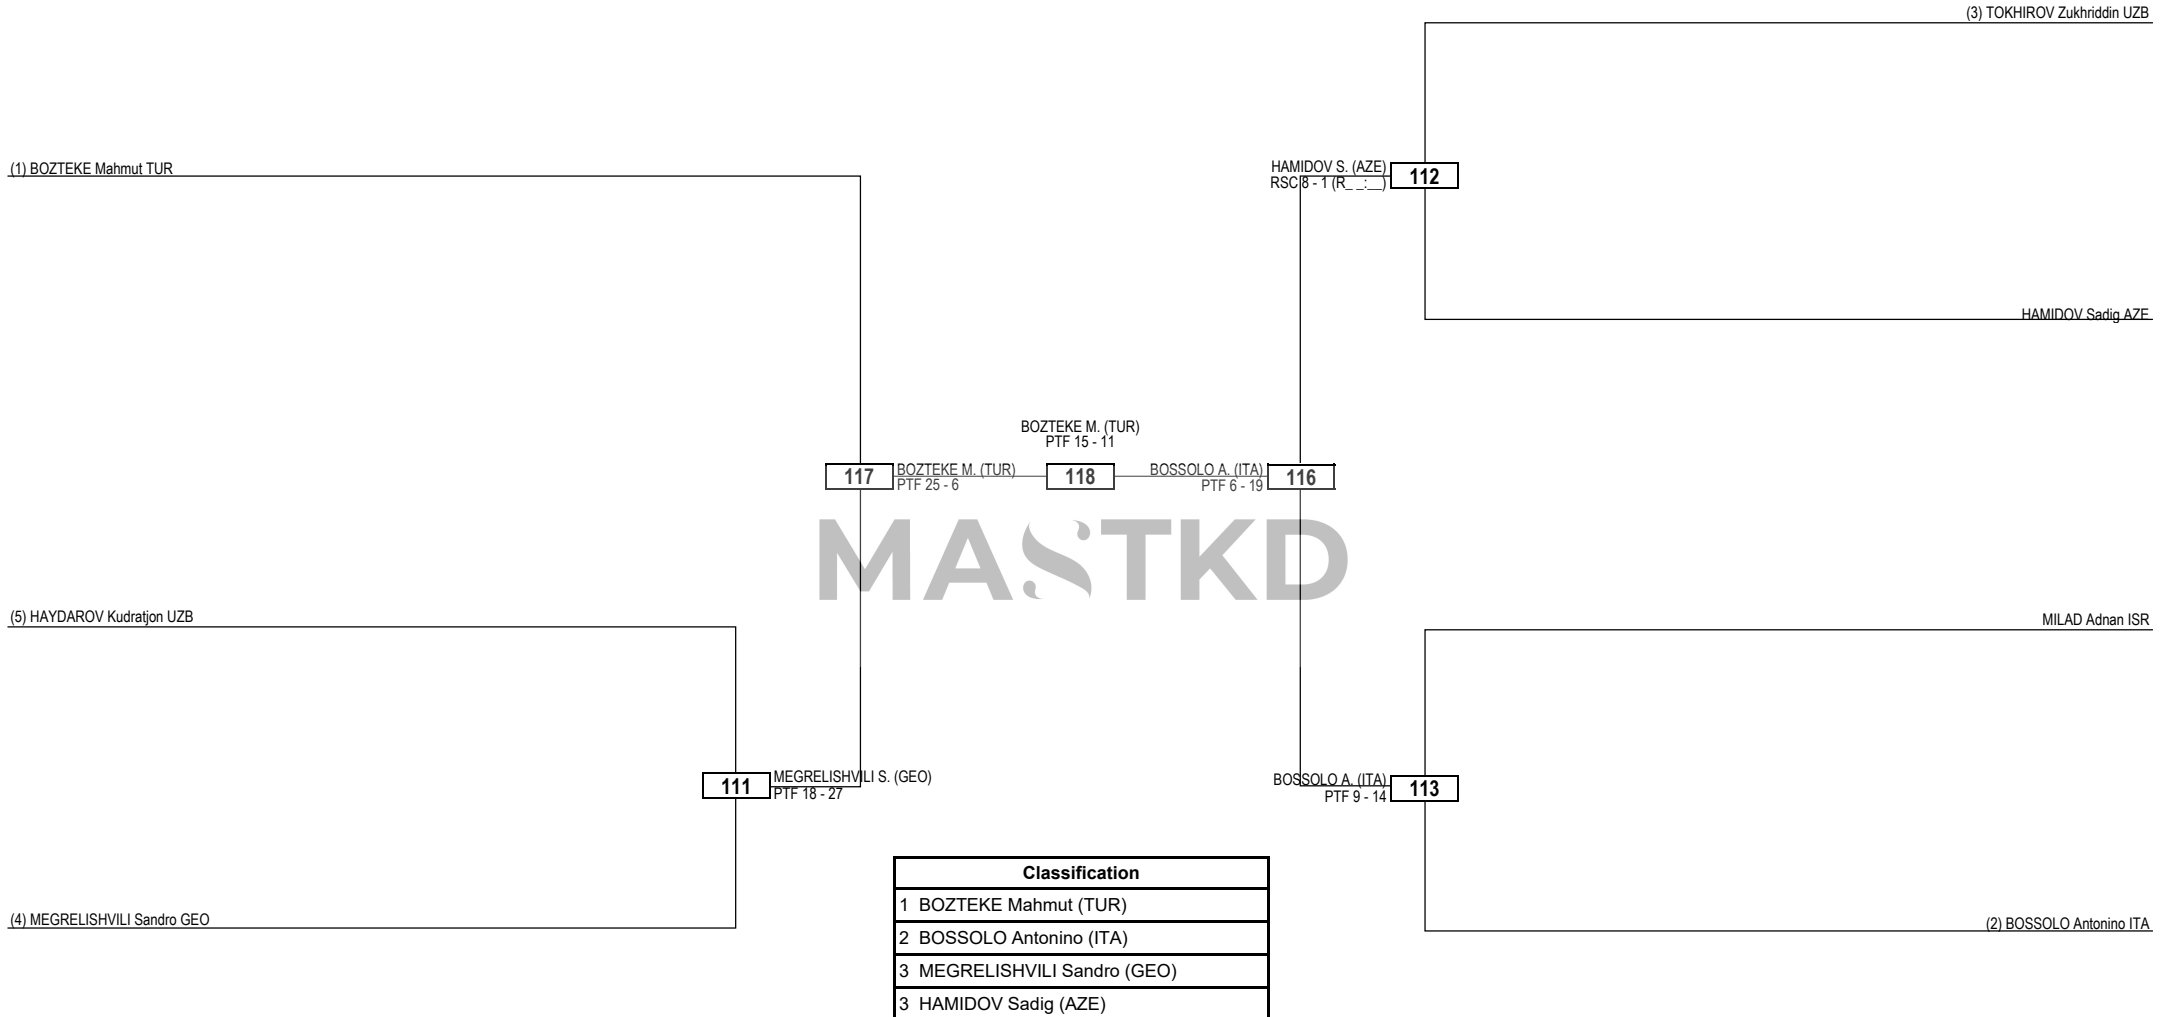 (3) TOKHIROV Zukhriddin UZB
(1) BOZTEKE Mahmut TUR
HAMIDOV S. (AZE)
RSC 8 - 1 (R_ _:__)
112
HAMIDOV Sadig AZE
BOZTEKE M. (TUR)
PTF 15 - 11
117
BOZTEKE M. (TUR)
PTF 25 - 6
118
BOSSOLO A. (ITA)
PTF 6 - 19
116
MASTKD
(5) HAYDAROV Kudratjon UZB
MILAD Adnan ISR
111
MEGRELISHVILI S. (GEO)
PTF 18 - 27
BOSSOLO A. (ITA)
PTF 9 - 14
113
(4) MEGRELISHVILI Sandro GEO
(2) BOSSOLO Antonino ITA
Classification
1 BOZTEKE Mahmut (TUR)
2 BOSSOLO Antonino (ITA)
3 MEGRELISHVILI Sandro (GEO)
3 HAMIDOV Sadig (AZE)